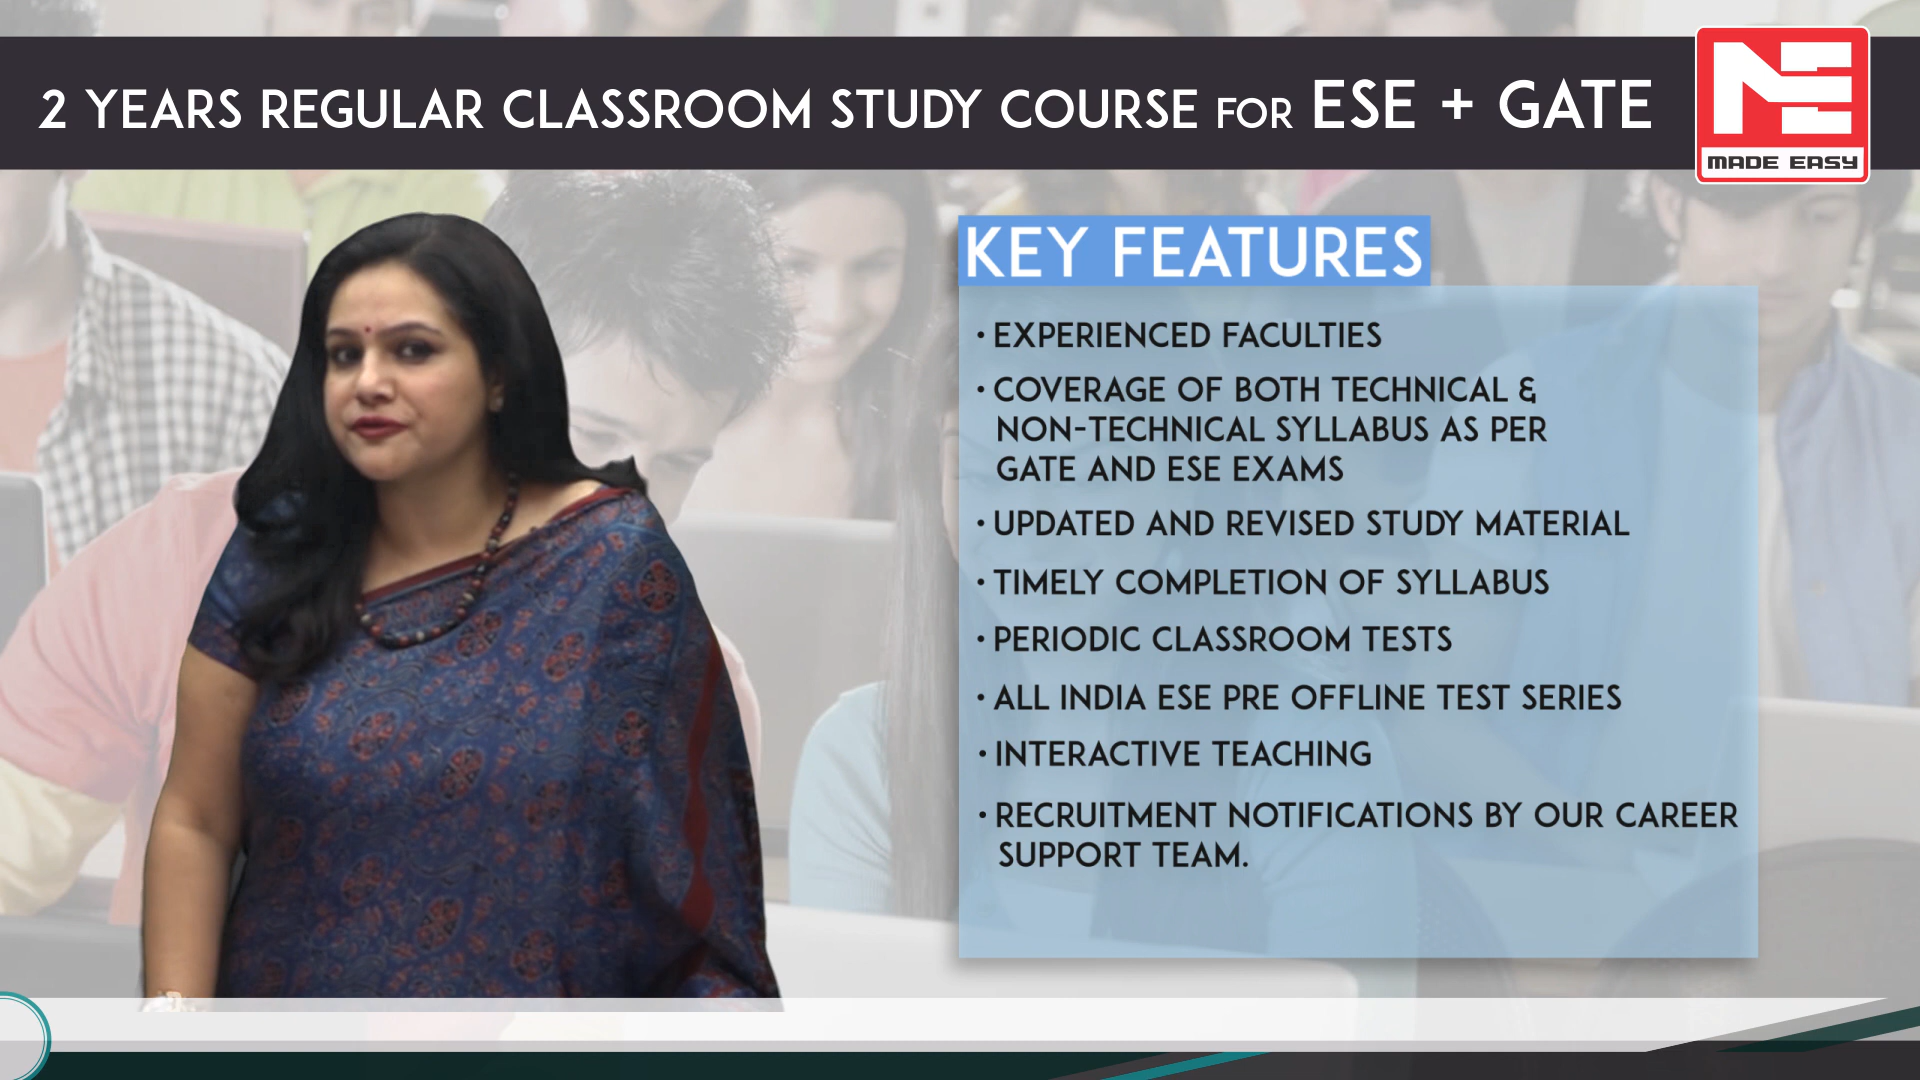 2 YEARS REGULAR CLASSROOM STUDY COURSE FOR ESE + GATE
ME
MADE EASY
KEY FEATURES
• EXPERIENCED FACULTIES
• COVERAGE OF BOTH TECHNICAL &
NON-TECHNICAL SYLLABUS AS PER
GATE AND ESE EXAMS
• UPDATED AND REVISED STUDY MATERIAL
• TIMELY COMPLETION OF SYLLABUS
• PERIODIC CLASSROOM TESTS
• ALL INDIA ESE PRE OFFLINE TEST SERIES
• INTERACTIVE TEACHING
• RECRUITMENT NOTIFICATIONS BY OUR CAREER
SUPPORT TEAM.